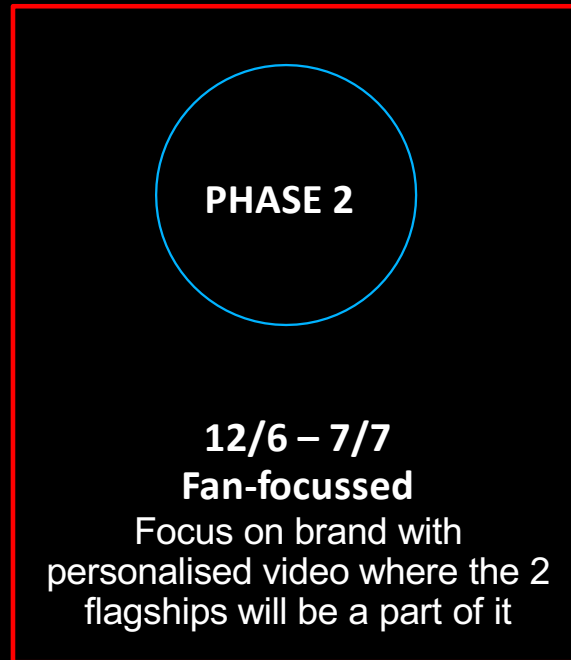 PHASE 2
12/6 – 7/7
Fan-focussed
Focus on brand with
personalised video where the 2
flagships will be a part of it